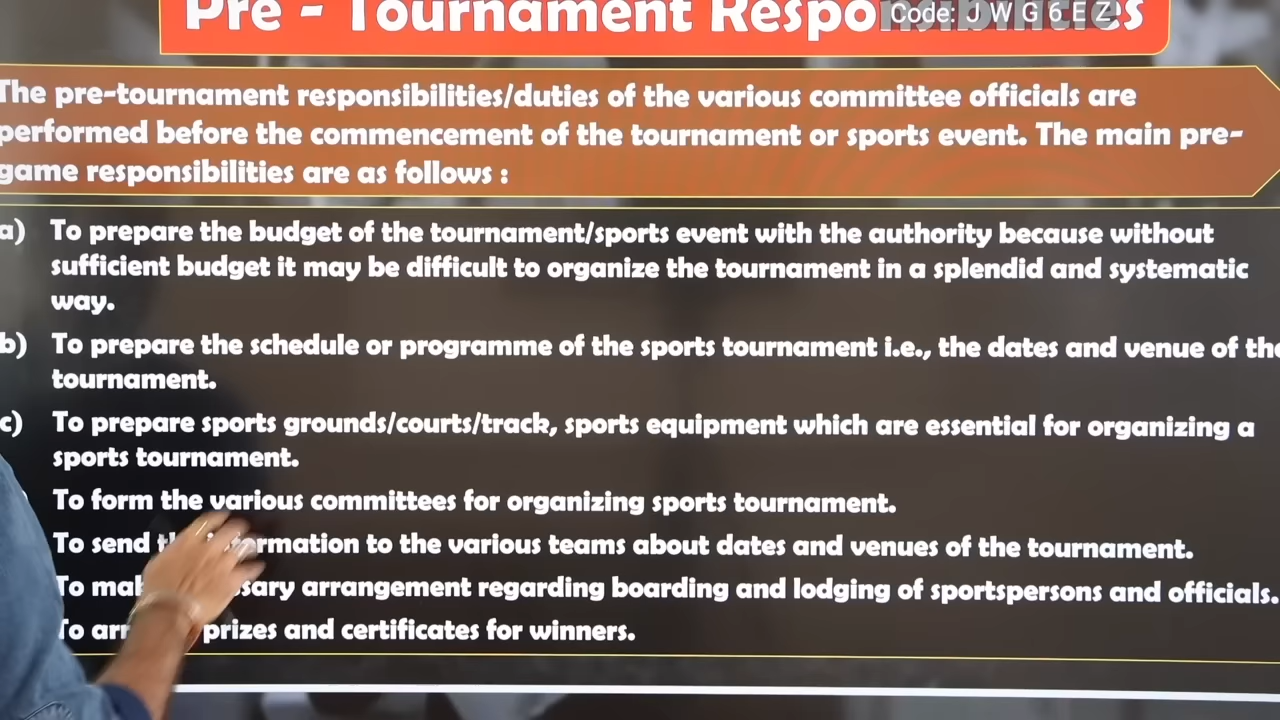 Pre - Tournament
Code: J W G 6 E Z
The pre-tournament responsibilities/duties of the various committee officials are
performed before the commencement of the tournament or sports event. The main pre-
game responsibilities are as follows :
a) To prepare the budget of the tournament/sports event with the authority because without
sufficient budget it may be difficult to organize the tournament in a splendid and systematic
way.
b) To prepare the schedule or programme of the sports tournament i.e., the dates and venue of the
tournament.
c) To prepare sports grounds/courts/track, sports equipment which are essential for organizing a
sports tournament.
To form the various committees for organizing sports tournament.
To send to the various teams about dates and venues of the tournament.
To arrangement regarding boarding and lodging of sportspersons and officials.
To prizes and certificates for winners.